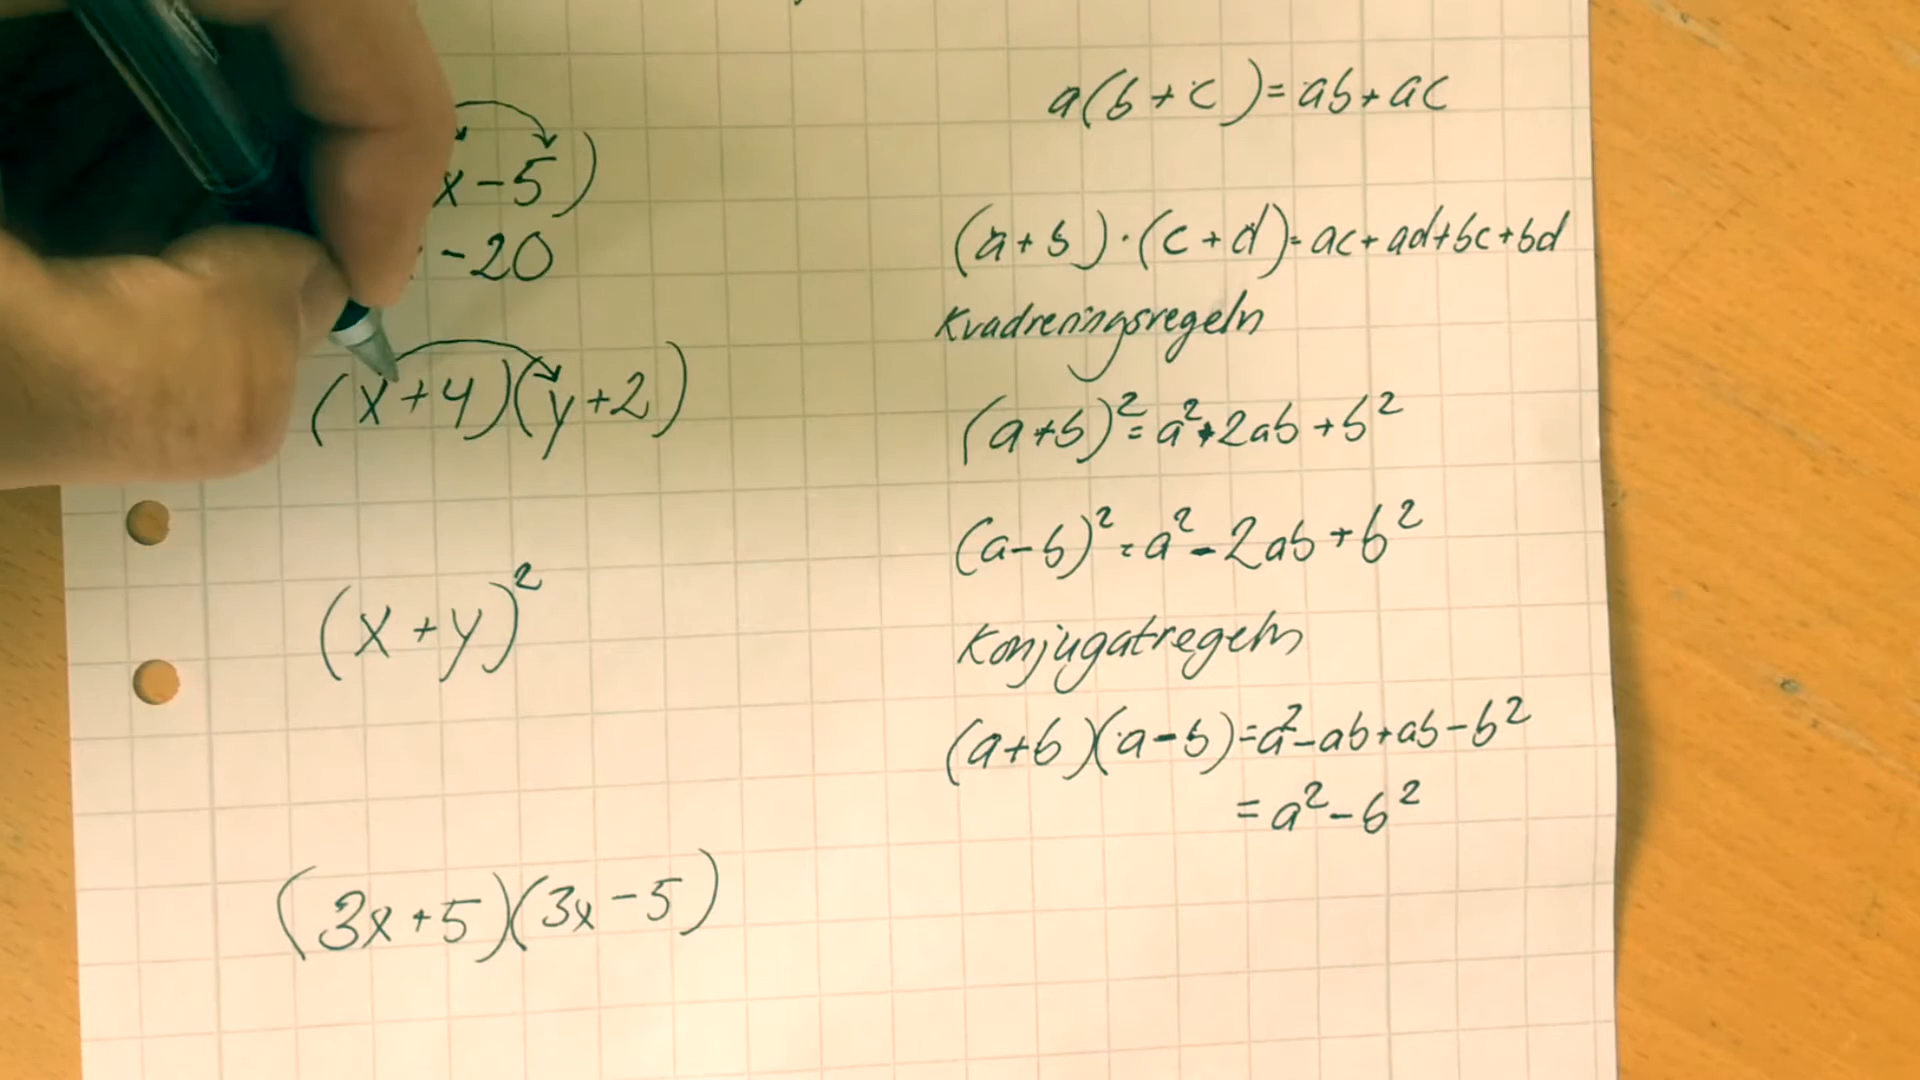 x-5)
-20
(x+4)(y+2)
(x+y)²
(3x+5)(3x-5)
a(b+c)=ab+ac
(a+b)·(c+d)=ac+ad+bc+bd
Kvadreringsregeln
(a+b)²=a²+2ab+b²
(a-b)²=a²-2ab+b²
Konjugatregeln
(a+b)(a-b)=a²-ab+ab-b²
=a²-b²